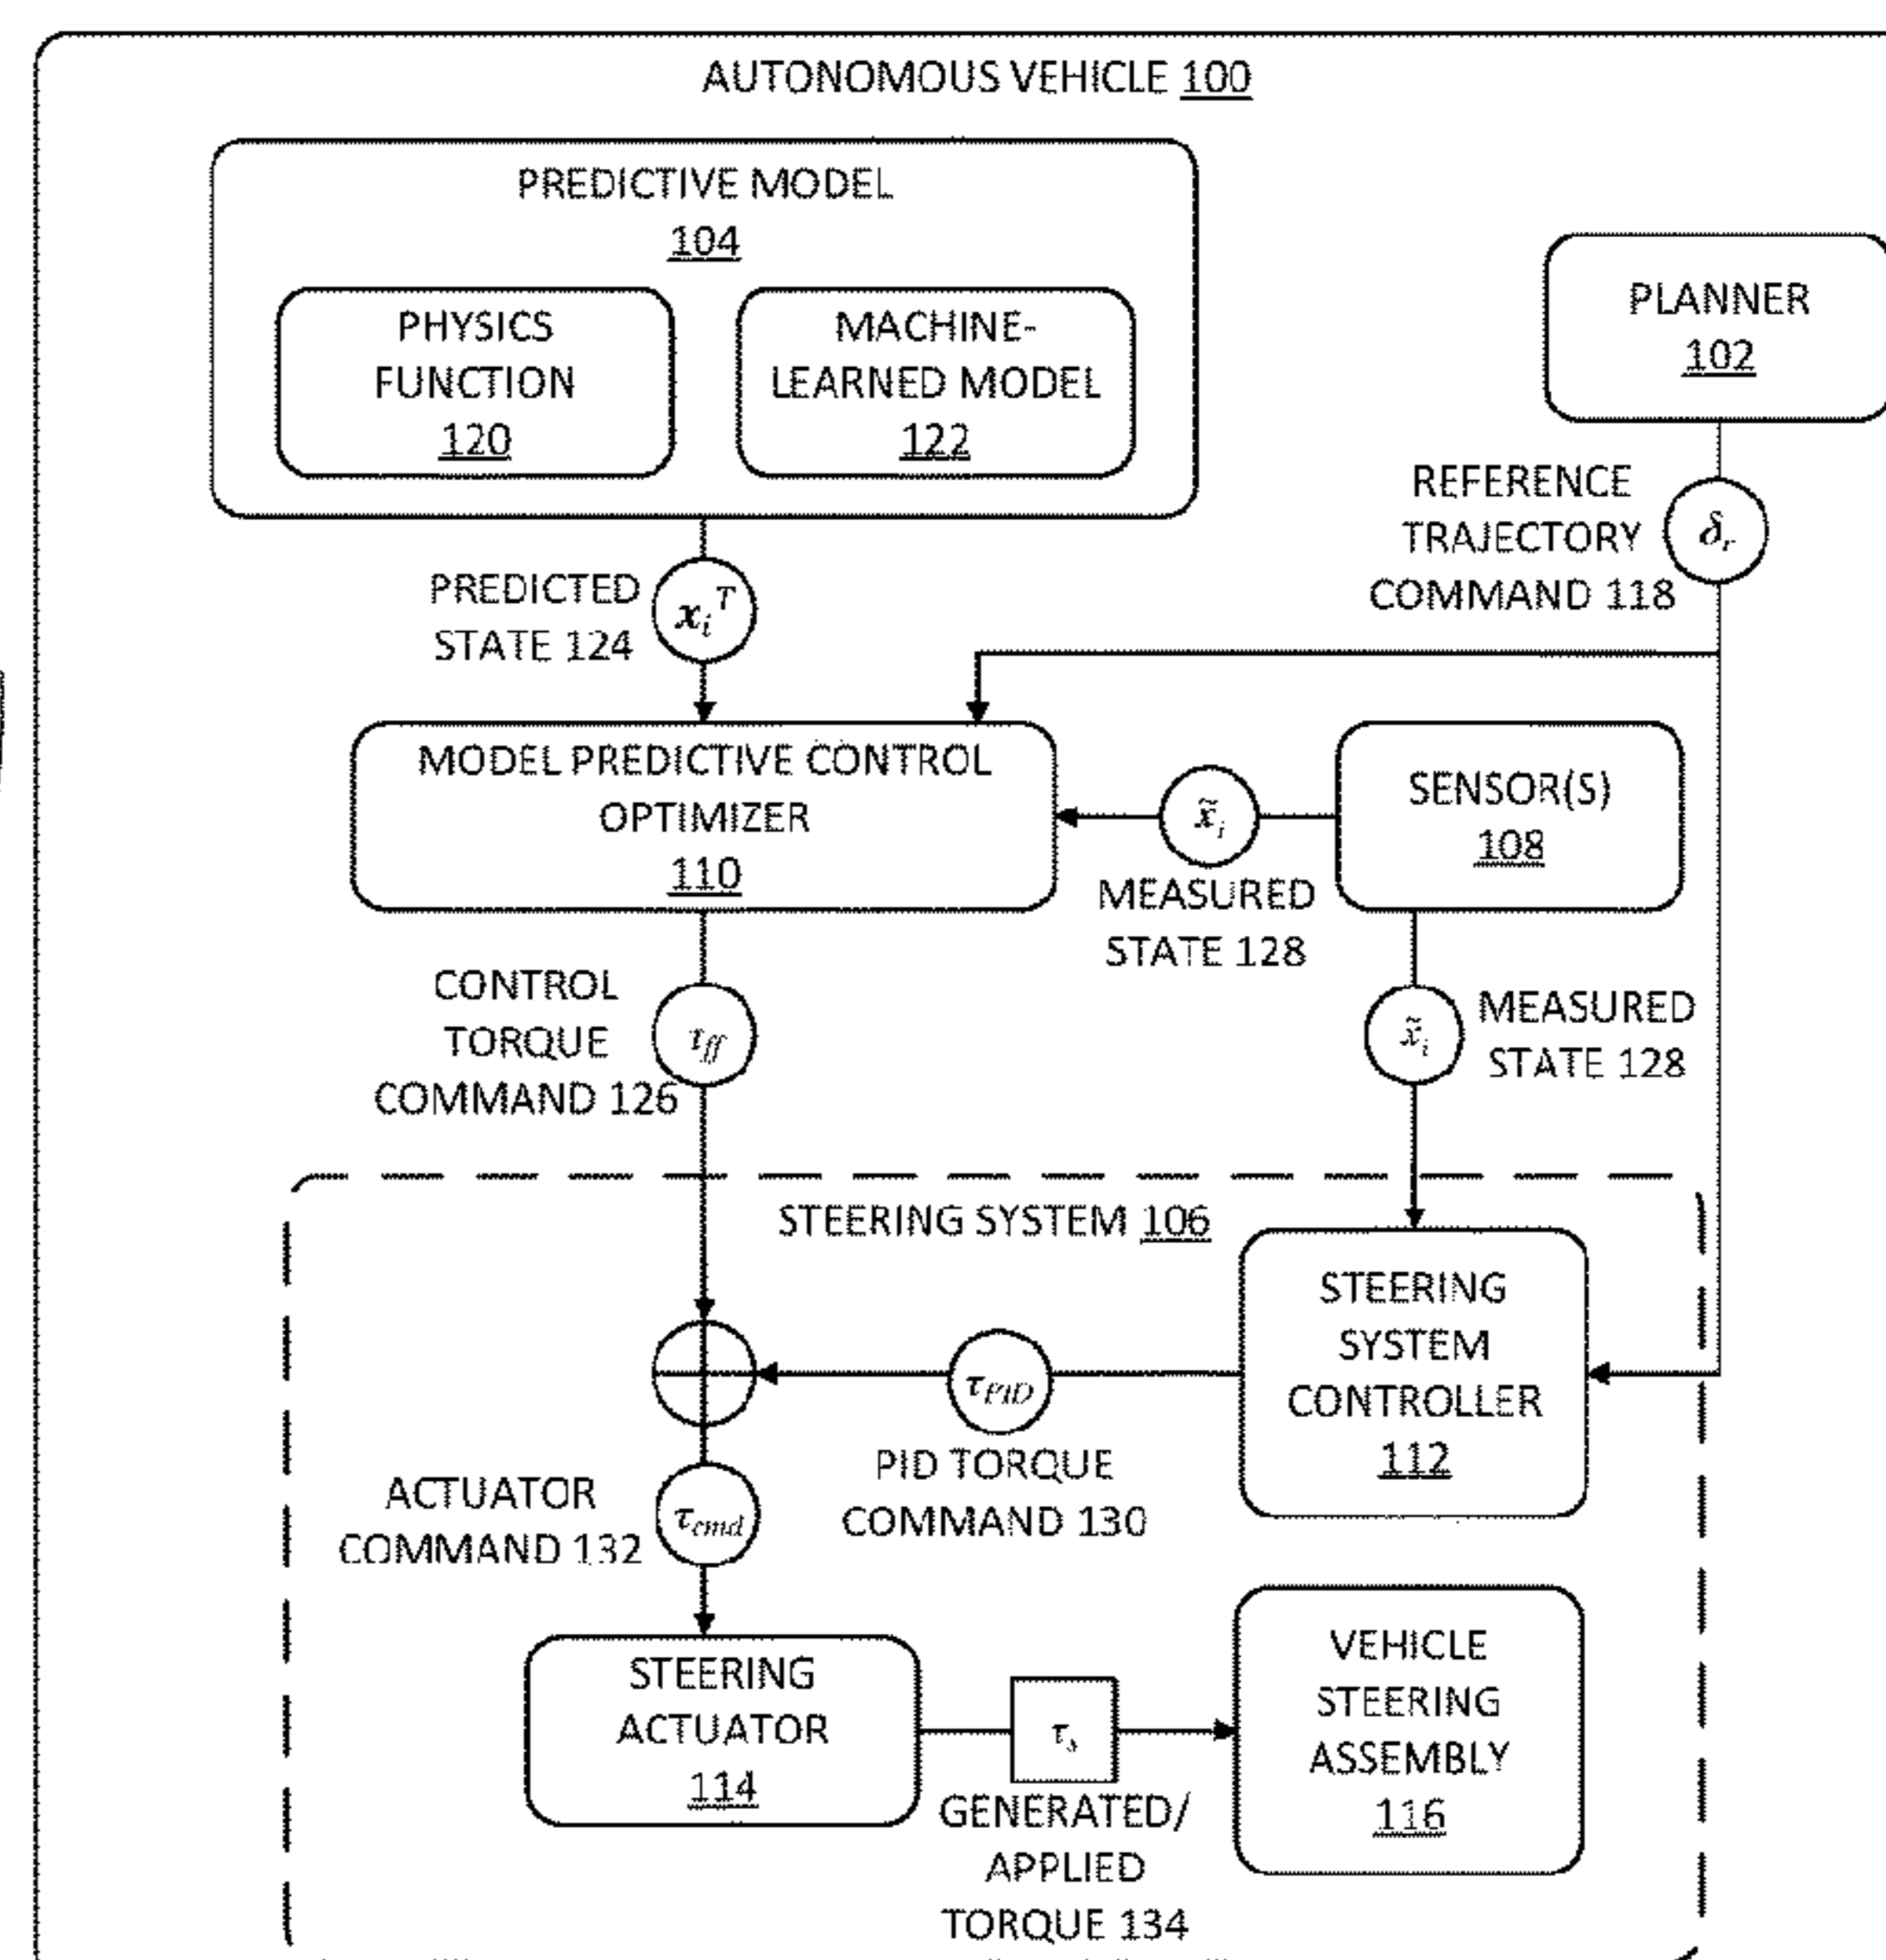 AUTONOMOUS VEHICLE 100
PREDICTIVE MODEL
104
PHYSICS
FUNCTION
120
MACHINE-
LEARNED MODEL
122
PLANNER
102
REFERENCE
TRAJECTORY
COMMAND 118
δr
PREDICTED
STATE 124
xiT
MODEL PREDICTIVE CONTROL
OPTIMIZER
110
x̃i
MEASURED
STATE 128
SENSOR(S)
108
CONTROL
TORQUE
COMMAND 126
τff
x̃i
MEASURED
STATE 128
STEERING SYSTEM 106
STEERING
SYSTEM
CONTROLLER
112
τPID
PID TORQUE
COMMAND 130
ACTUATOR
COMMAND 132
τcmd
STEERING
ACTUATOR
114
τs
GENERATED/
APPLIED
TORQUE 134
VEHICLE
STEERING
ASSEMBLY
116